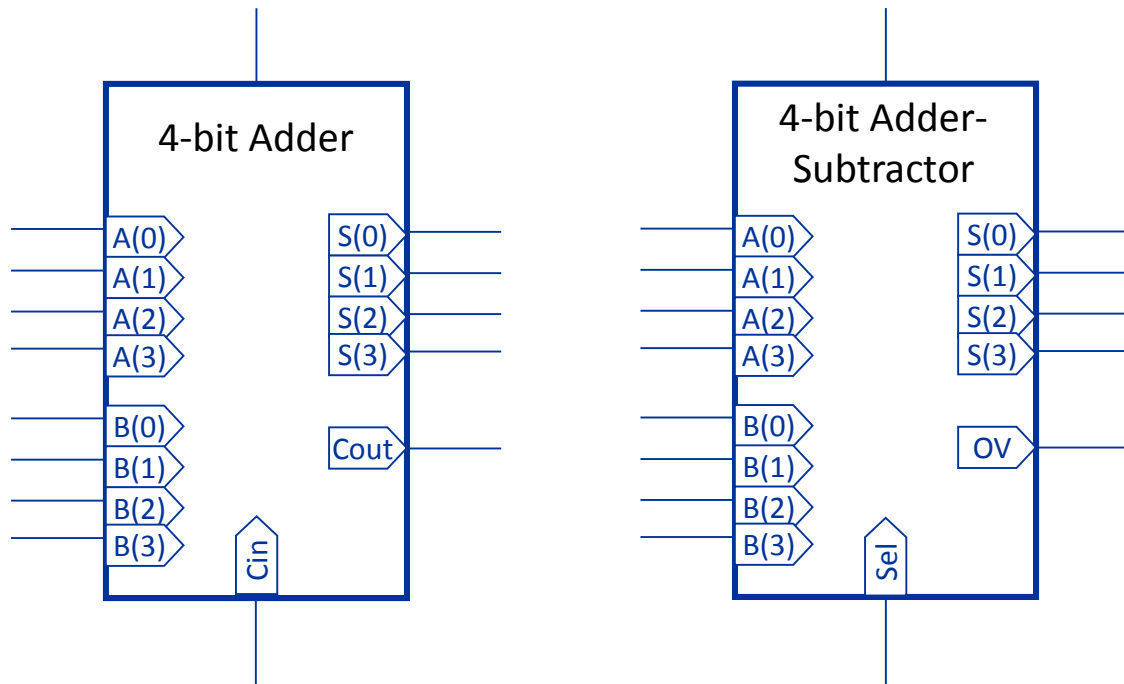 4-bit Adder
A(0)
A(1)
A(2)
A(3)
B(0)
B(1)
B(2)
B(3)
S(0)
S(1)
S(2)
S(3)
Cout
Cin
4-bit Adder-
Subtractor
A(0)
A(1)
A(2)
A(3)
B(0)
B(1)
B(2)
B(3)
S(0)
S(1)
S(2)
S(3)
OV
Sel